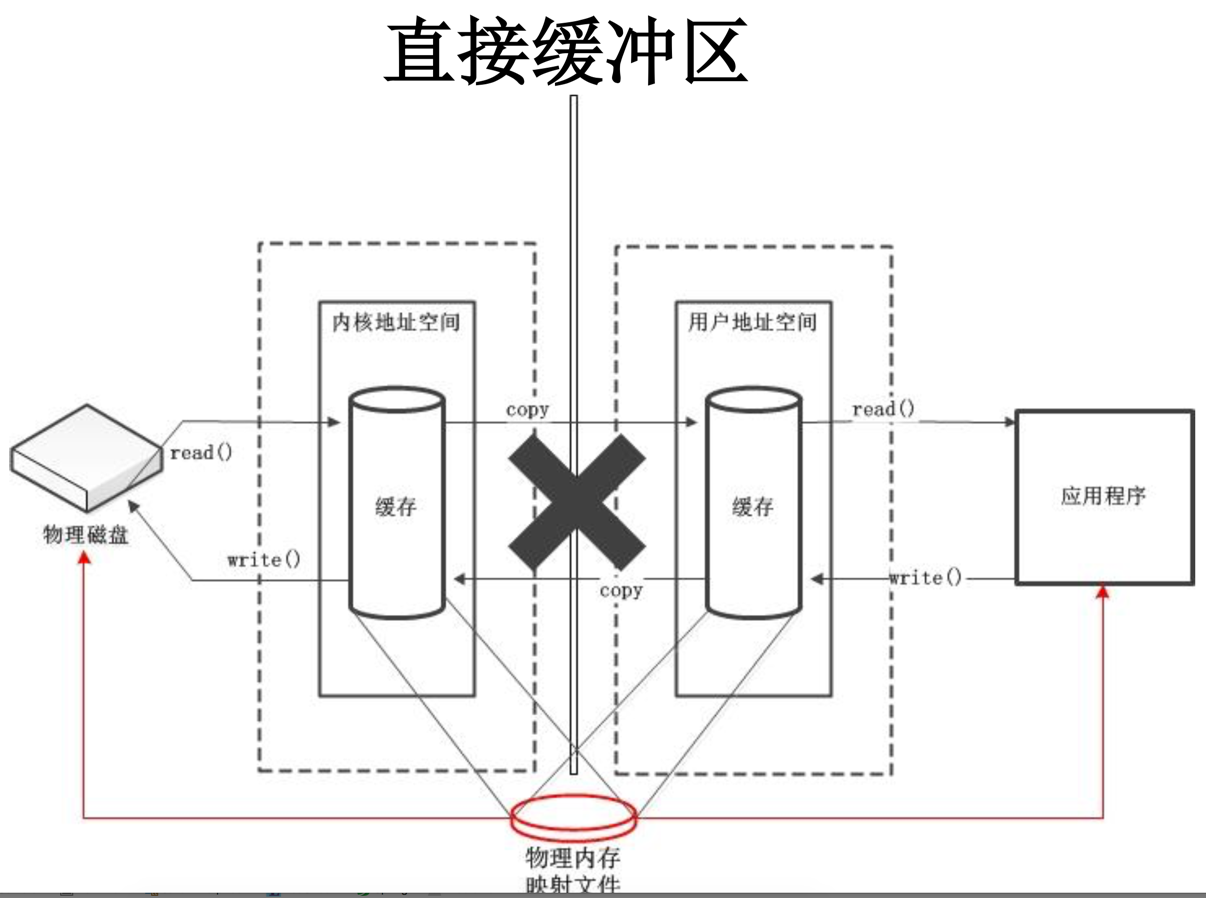 直接缓冲区
内核地址空间
用户地址空间
copy
read()
read()
缓存
缓存
应用程序
物理磁盘
write()
copy
write()
物理内存
映射文件